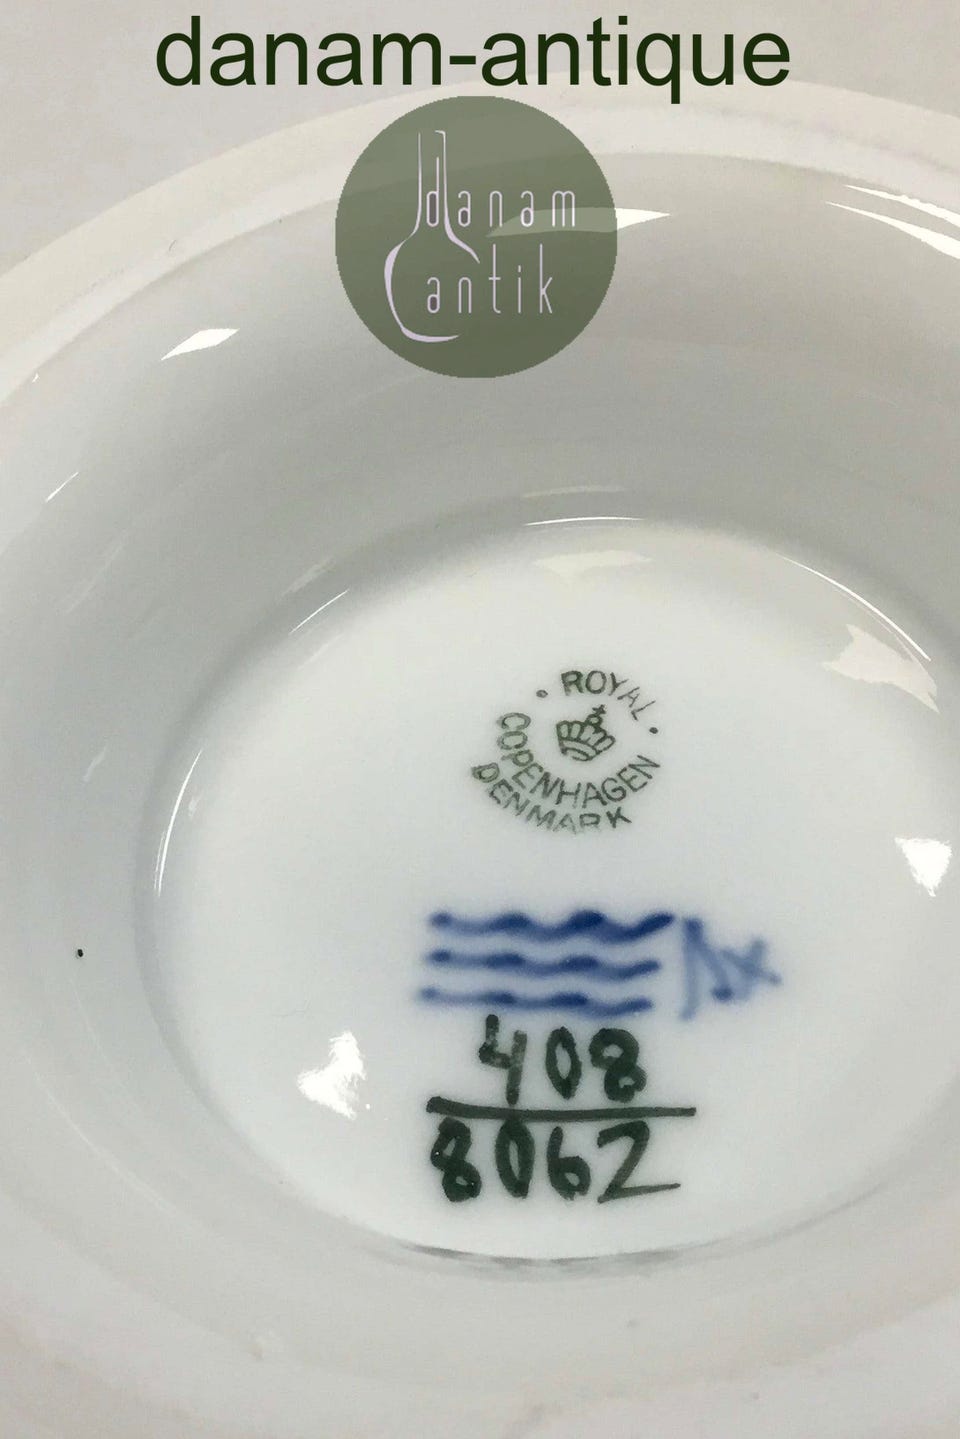 danam-antique
danam
antik
ROYAL
COPENHAGEN
DENMARK
408
8062